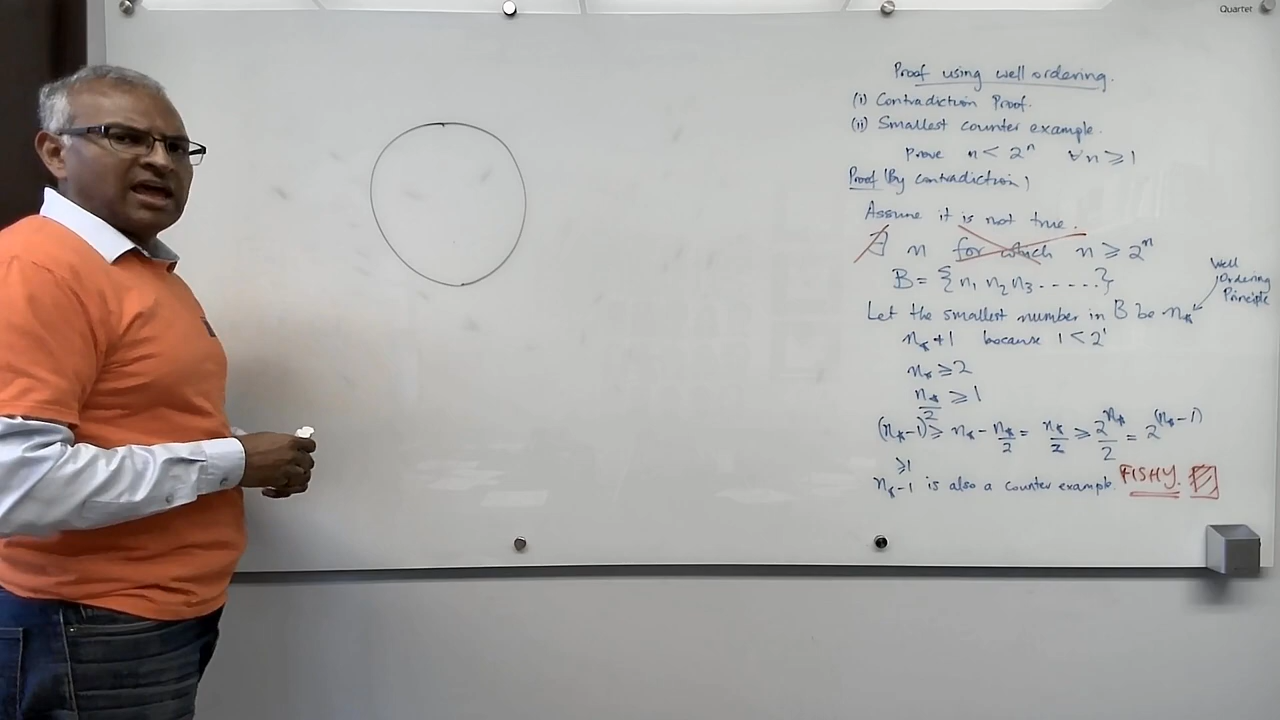 Quartet
Proof using well ordering.
(i) Contradiction Proof.
(ii) Smallest counter example.
Prove n < 2^n ∀ n ≥ 1
Proof (By contradiction)
Assume it is not true.
∃ n for which n ≥ 2^n
B = {n₁ n₂ n₃ ......}
Well
Ordering
Principle
Let the smallest number in B be n*
n* ≠ 1 because 1 < 2^1
n* ≥ 2
n*/2 ≥ 1
(n* - 1) ≥ n* - n*/2 = n*/2 ≥ 2^n*/2 = 2^(n* - 1)
≥1
n* - 1 is also a counter example. FISHY.